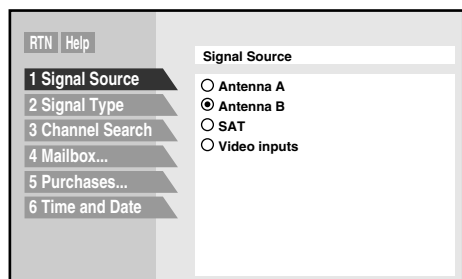 RTN Help
1 Signal Source
2 Signal Type
3 Channel Search
4 Mailbox...
5 Purchases...
6 Time and Date
Signal Source
Antenna A
Antenna B
SAT
Video inputs